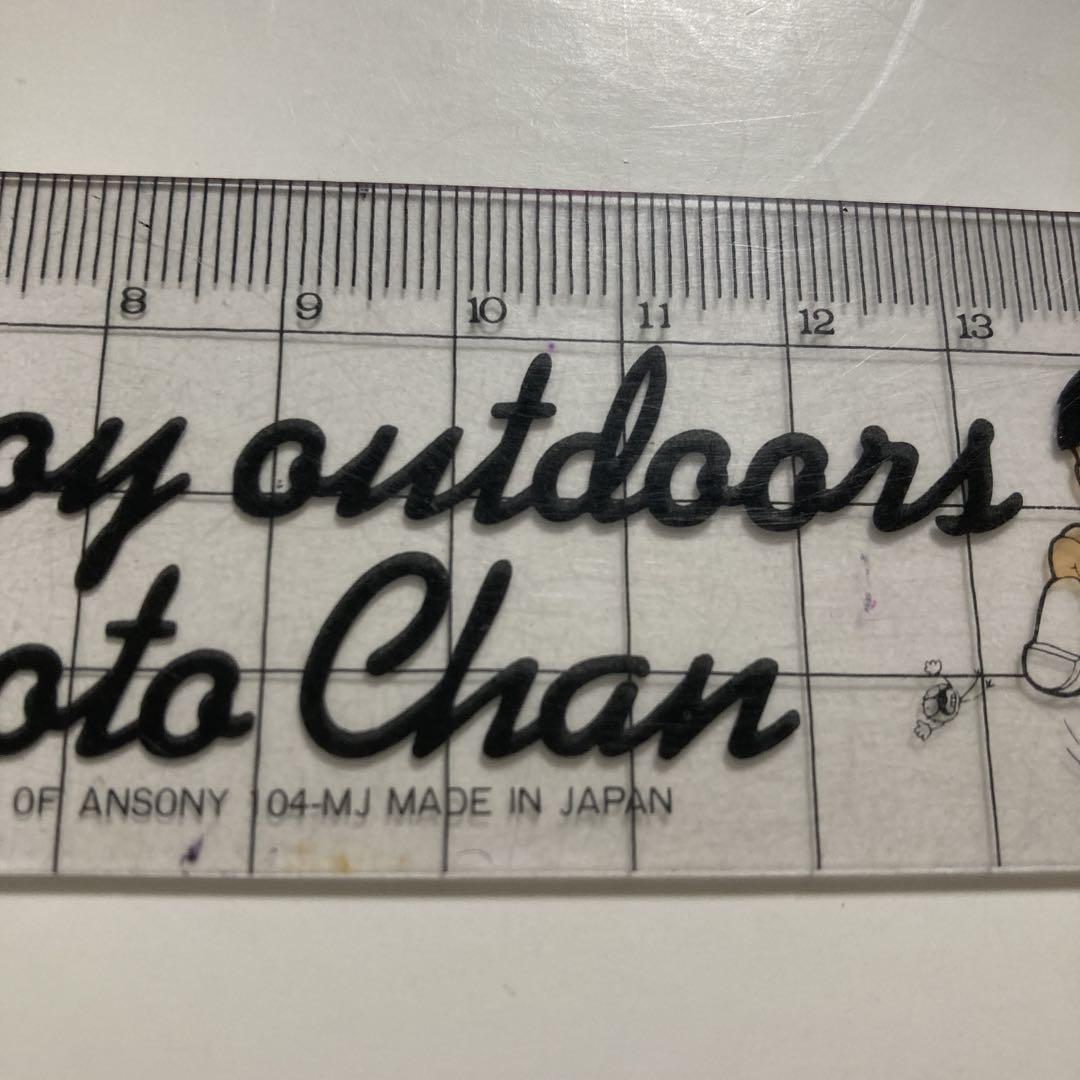 8 9 10 11 12 13
oy outdoors
oto Chan
OF ANSONY 104-MJ MADE IN JAPAN